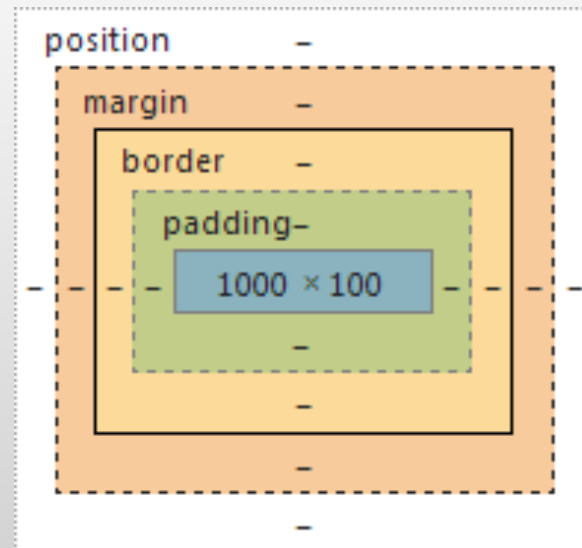 position –
margin –
border –
padding–
– – – – 1000 × 100 – – – –
–
–
–
–